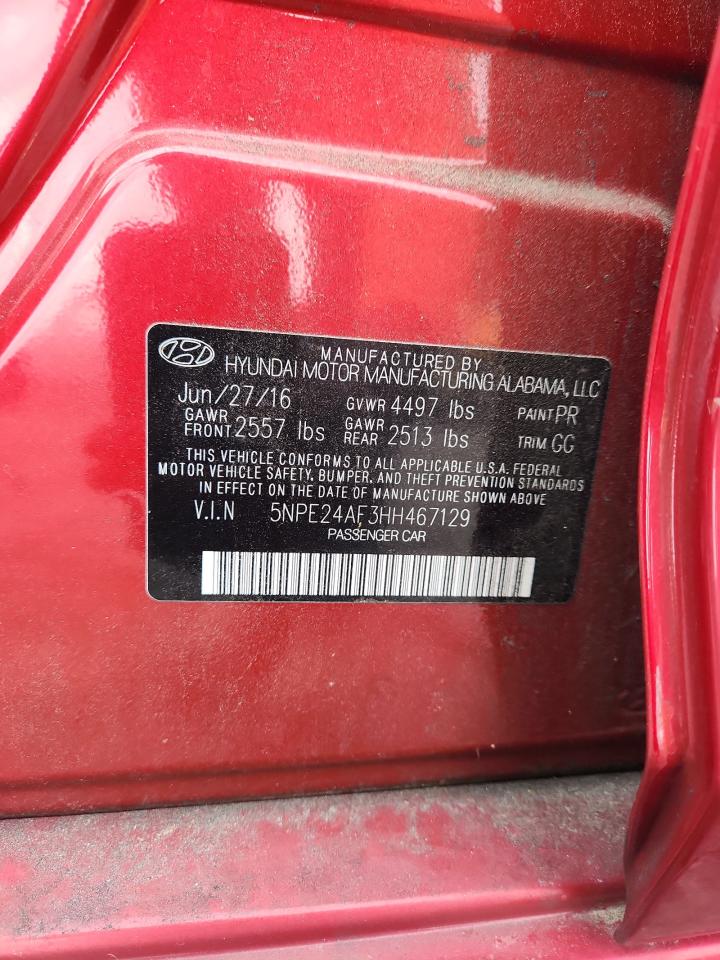 MANUFACTURED BY
HYUNDAI MOTOR MANUFACTURING ALABAMA, LLC
Jun/27/16 GVWR 4497 lbs PAINT PR
GAWR FRONT 2557 lbs GAWR REAR 2513 lbs TRIM GG
THIS VEHICLE CONFORMS TO ALL APPLICABLE U.S.A. FEDERAL
MOTOR VEHICLE SAFETY, BUMPER, AND THEFT PREVENTION STANDARDS
IN EFFECT ON THE DATE OF MANUFACTURE SHOWN ABOVE
V.I.N 5NPE24AF3HH467129
PASSENGER CAR